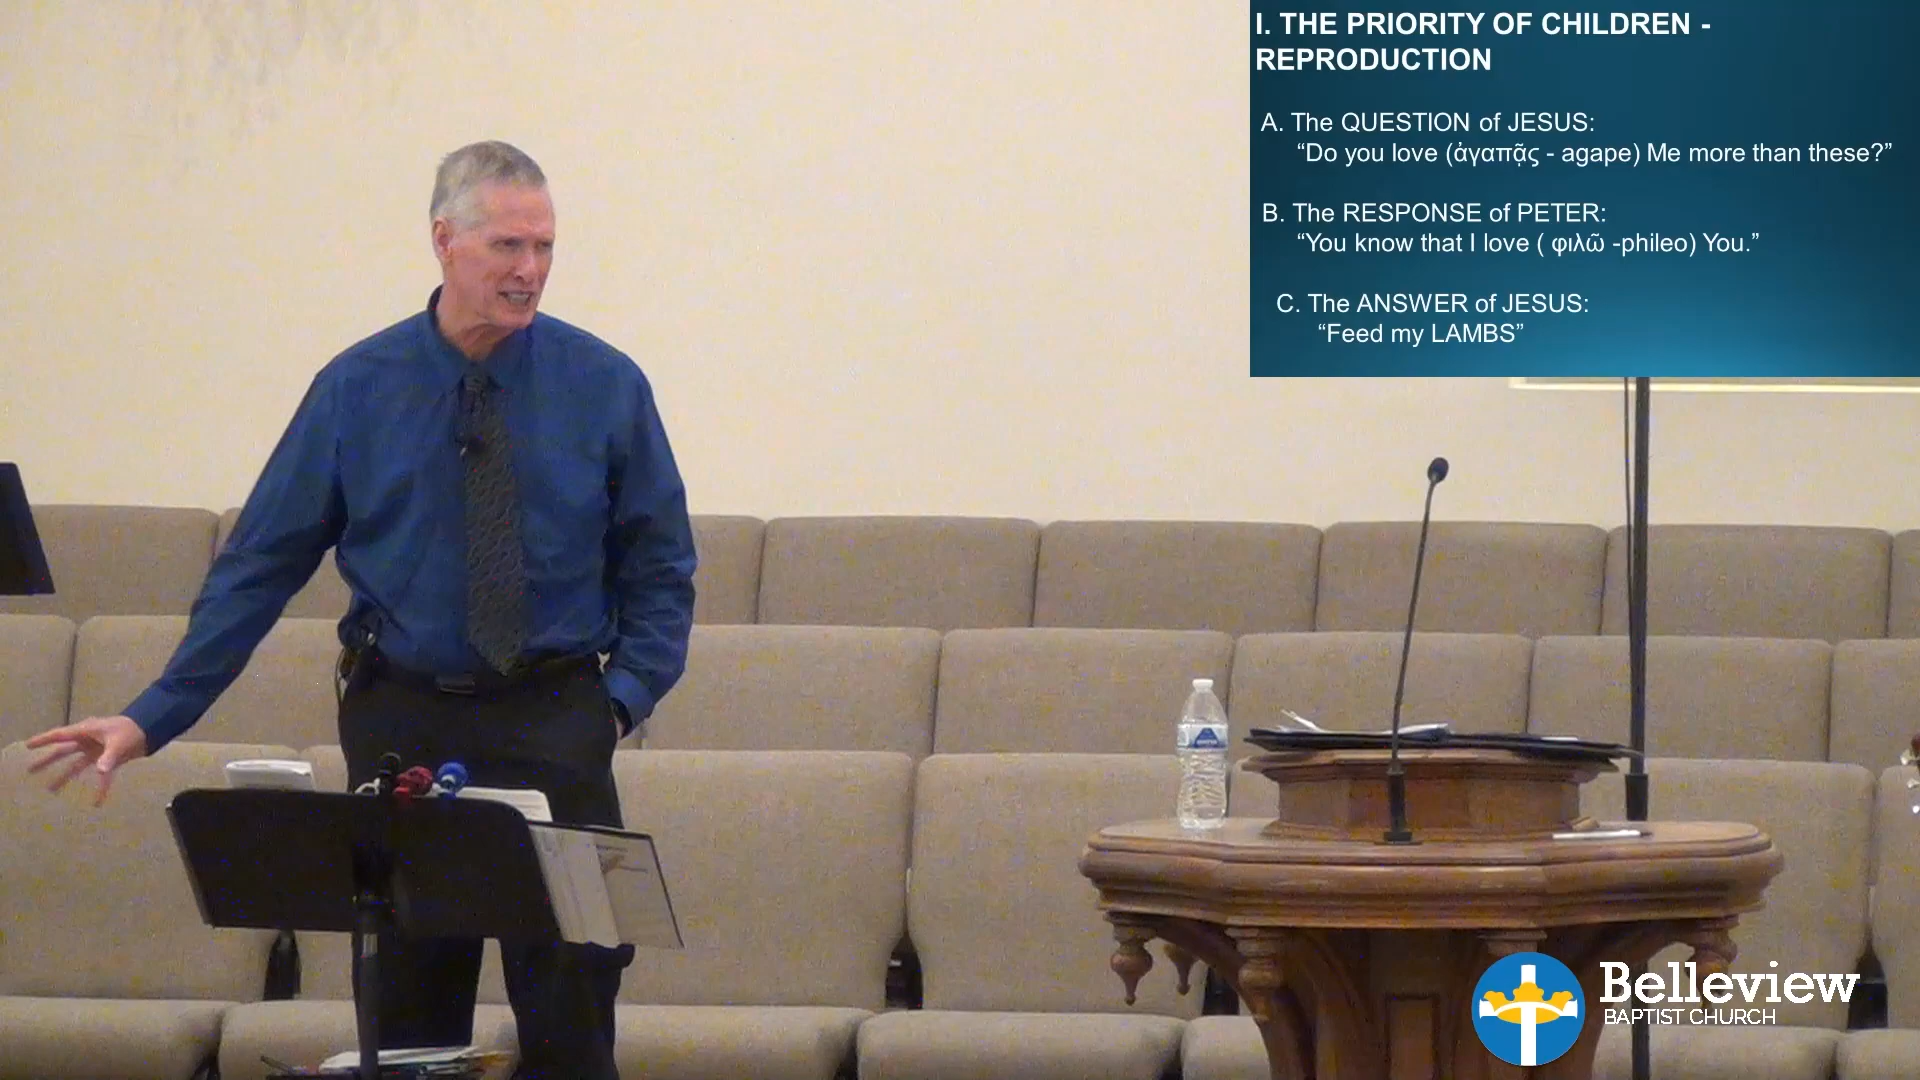 I. THE PRIORITY OF CHILDREN -
REPRODUCTION
A. The QUESTION of JESUS:
“Do you love (ἀγαπᾷς - agape) Me more than these?”
B. The RESPONSE of PETER:
“You know that I love ( φιλῶ -phileo) You.”
C. The ANSWER of JESUS:
“Feed my LAMBS”
Belleview
BAPTIST CHURCH